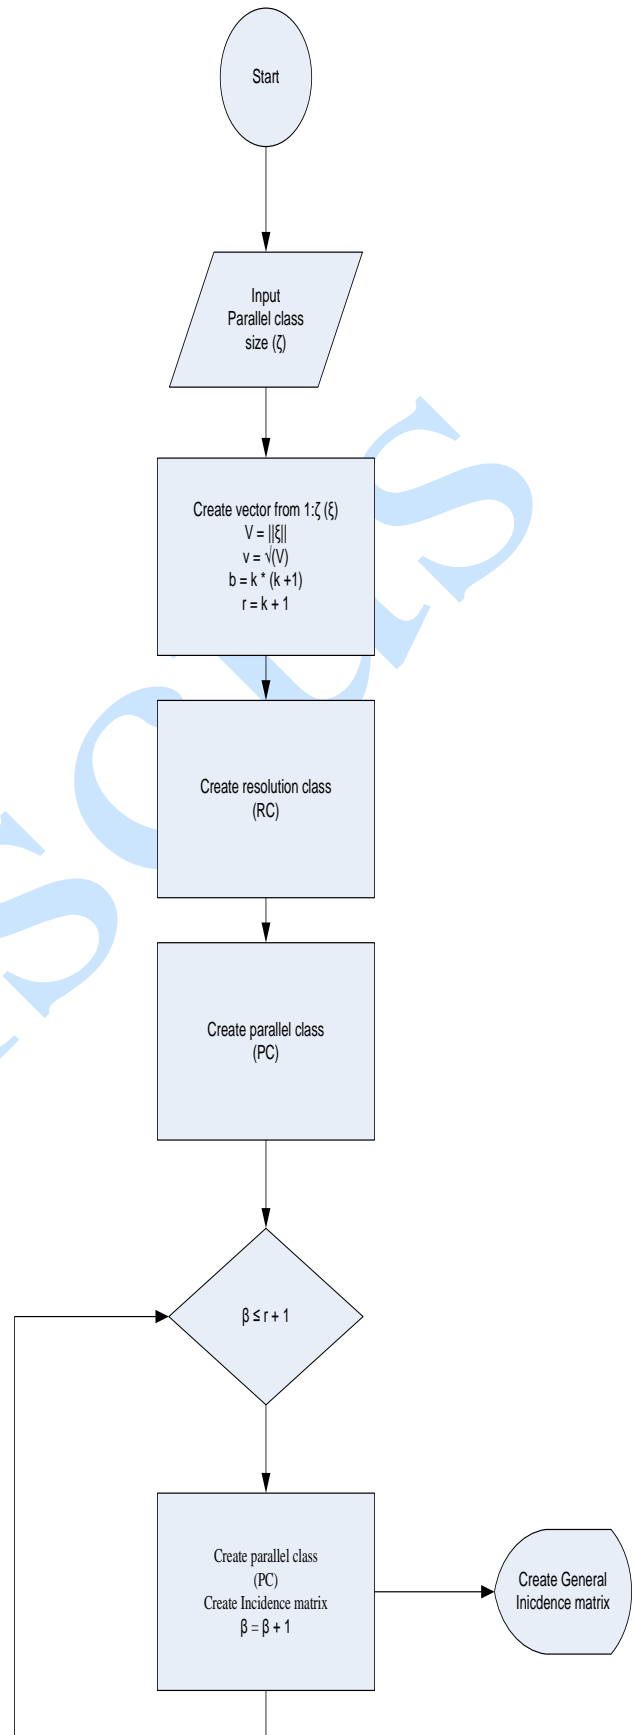 Start
Input
Parallel class
size (ζ)
Create vector from 1:ζ (ξ)
V = ||ξ||
v = √(V)
b = k * (k +1)
r = k + 1
Create resolution class
(RC)
Create parallel class
(PC)
β ≤ r + 1
Create parallel class
(PC)
Create Incidence matrix
β = β + 1
Create General
Inicdence matrix